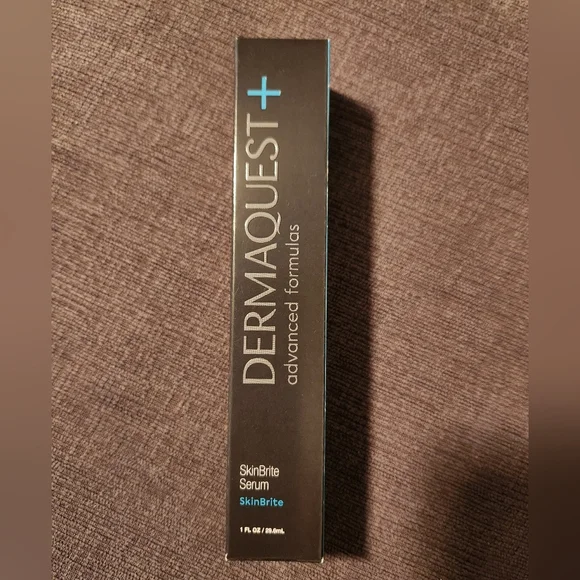 DERMAQUEST+
advanced formulas
SkinBrite
Serum
SkinBrite
1 FL OZ / 29.6mL